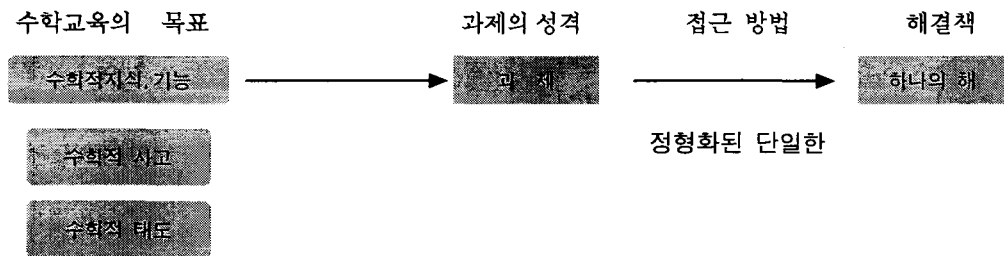 수학교육의 목표 과제의 성격 접근 방법 해결책
수학적지식, 기능 과 제 하나의 해
정형화된 단일한
수학적 사고
수학적 태도